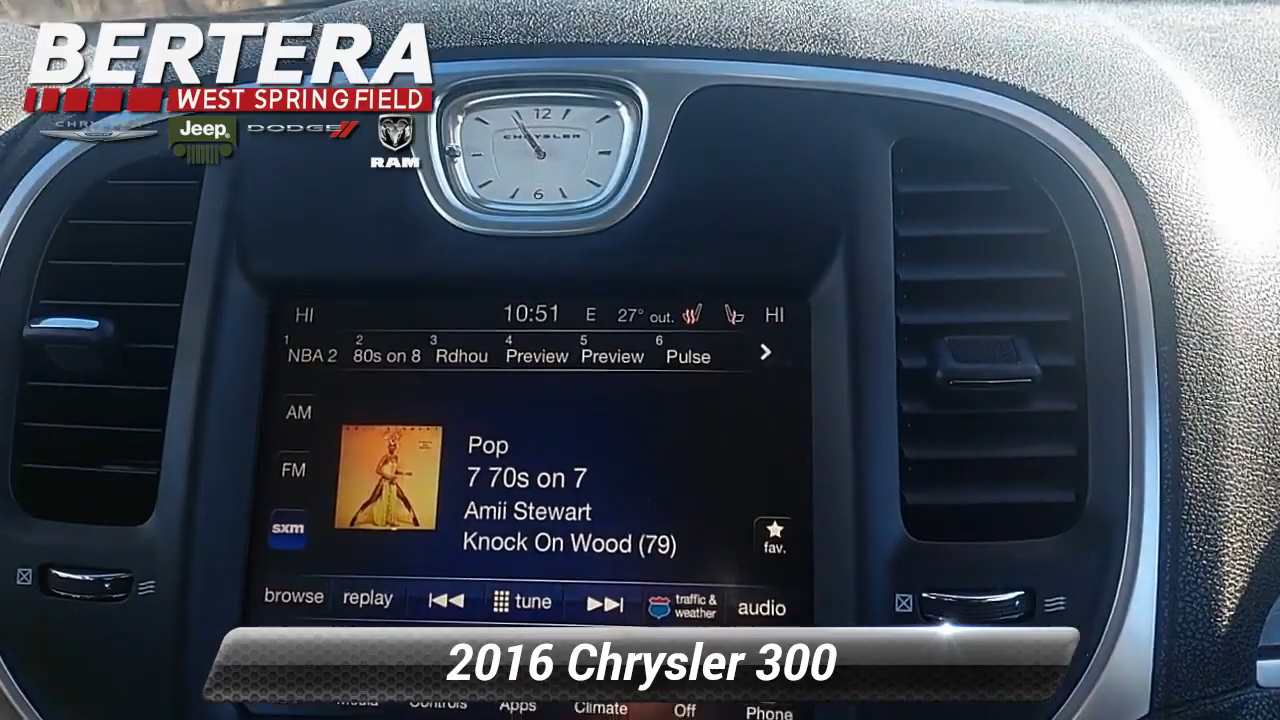 BERTERA
WEST SPRINGFIELD
CHRYSLER
Jeep®
DODGE
RAM
12
CHRYSLER
6
HI 10:51 E 27° out. HI
1 NBA 2 2 80s on 8 3 Rdhou 4 Preview 5 Preview 6 Pulse
AM
FM
sxm
Pop
7 70s on 7
Amii Stewart
Knock On Wood (79)
fav.
browse replay tune traffic & weather audio
2016 Chrysler 300
Media Controls Apps Climate Off Phone